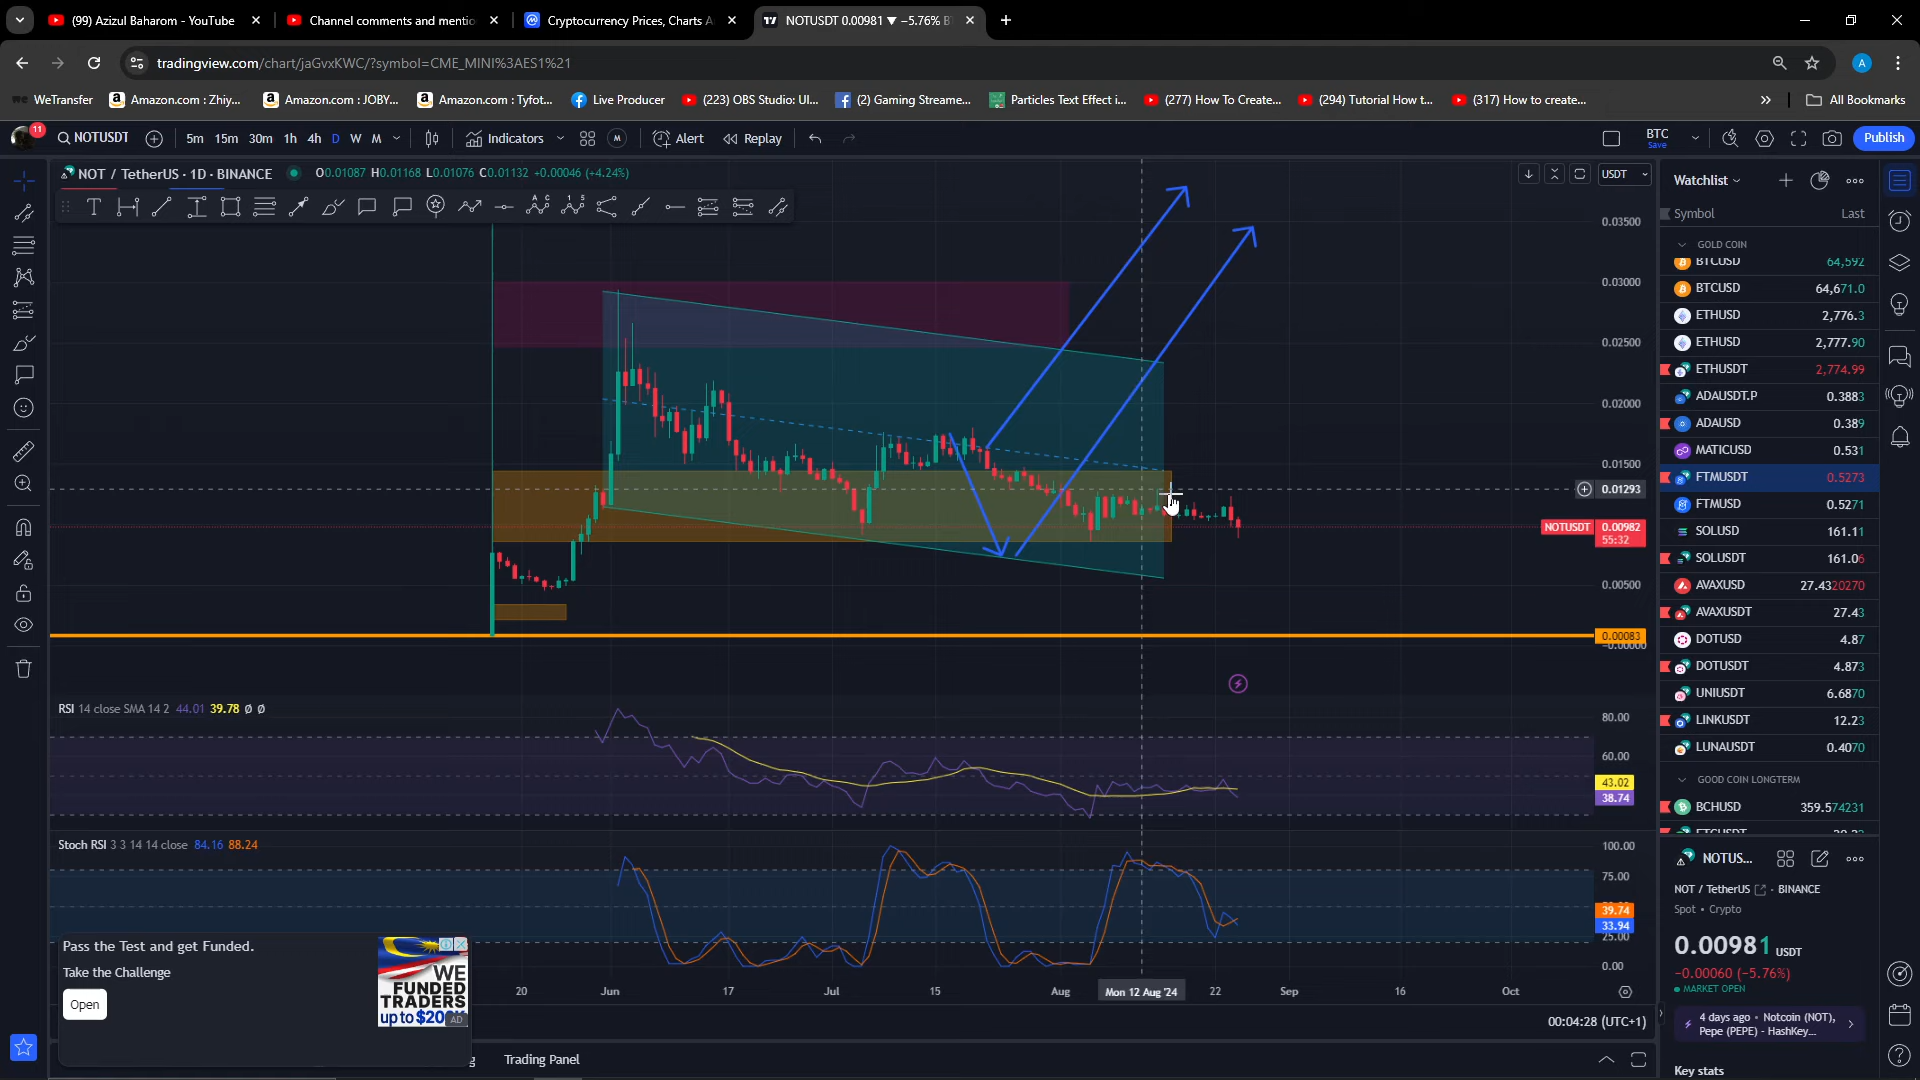 (99) Azizul Baharom - YouTube
Channel comments and mentio
Cryptocurrency Prices, Charts A
NOTUSDT 0.00981 ▼ −5.76% B
tradingview.com/chart/jaGvxKWC/?symbol=CME_MINI%3AES1%21
A
WeTransfer
Amazon.com : Zhiy...
Amazon.com : JOBY...
Amazon.com : Tyfot...
Live Producer
(223) OBS Studio: Ul...
(2) Gaming Streame...
Particles Text Effect i...
(277) How To Create...
(294) Tutorial How t...
(317) How to create...
All Bookmarks
11
NOTUSDT
5m 15m 30m 1h 4h D W M
Indicators
M
Alert
Replay
BTC
Save
Publish
NOT / TetherUS · 1D · BINANCE
O0.01087 H0.01168 L0.01076 C0.01132 +0.00046 (+4.24%)
USDT
0.03500
0.03000
0.02500
0.02000
0.01500
0.01293
NOTUSDT 0.00982
55:32
0.00500
0.00083
-0.00000
RSI 14 close SMA 14 2 44.01 39.78 Ø Ø
80.00
60.00
43.02
38.74
Stoch RSI 3 3 14 14 close 84.16 88.24
100.00
75.00
39.74
33.94
25.00
0.00
20
Jun
17
Jul
15
Aug
Mon 12 Aug '24
22
Sep
16
Oct
00:04:28 (UTC+1)
Pass the Test and get Funded.
Take the Challenge
Open
WE
FUNDED
TRADERS
up to $20
AD
Trading Panel
Watchlist
Symbol Last
GOLD COIN
BTCUSD 64,592
BTCUSD 64,671.0
ETHUSD 2,776.3
ETHUSD 2,777.90
ETHUSDT 2,774.99
ADAUSDT.P 0.3883
ADAUSD 0.389
MATICUSD 0.531
FTMUSDT 0.5273
FTMUSD 0.5271
SOLUSD 161.11
SOLUSDT 161.06
AVAXUSD 27.4320270
AVAXUSDT 27.43
DOTUSD 4.87
DOTUSDT 4.873
UNIUSDT 6.6870
LINKUSDT 12.23
LUNAUSDT 0.4070
GOOD COIN LONGTERM
BCHUSD 359.574231
NOTUS...
NOT / TetherUS · BINANCE
Spot • Crypto
0.00981 USDT
−0.00060 (−5.76%)
MARKET OPEN
4 days ago • Notcoin (NOT),
Pepe (PEPE) - HashKey...
Key stats